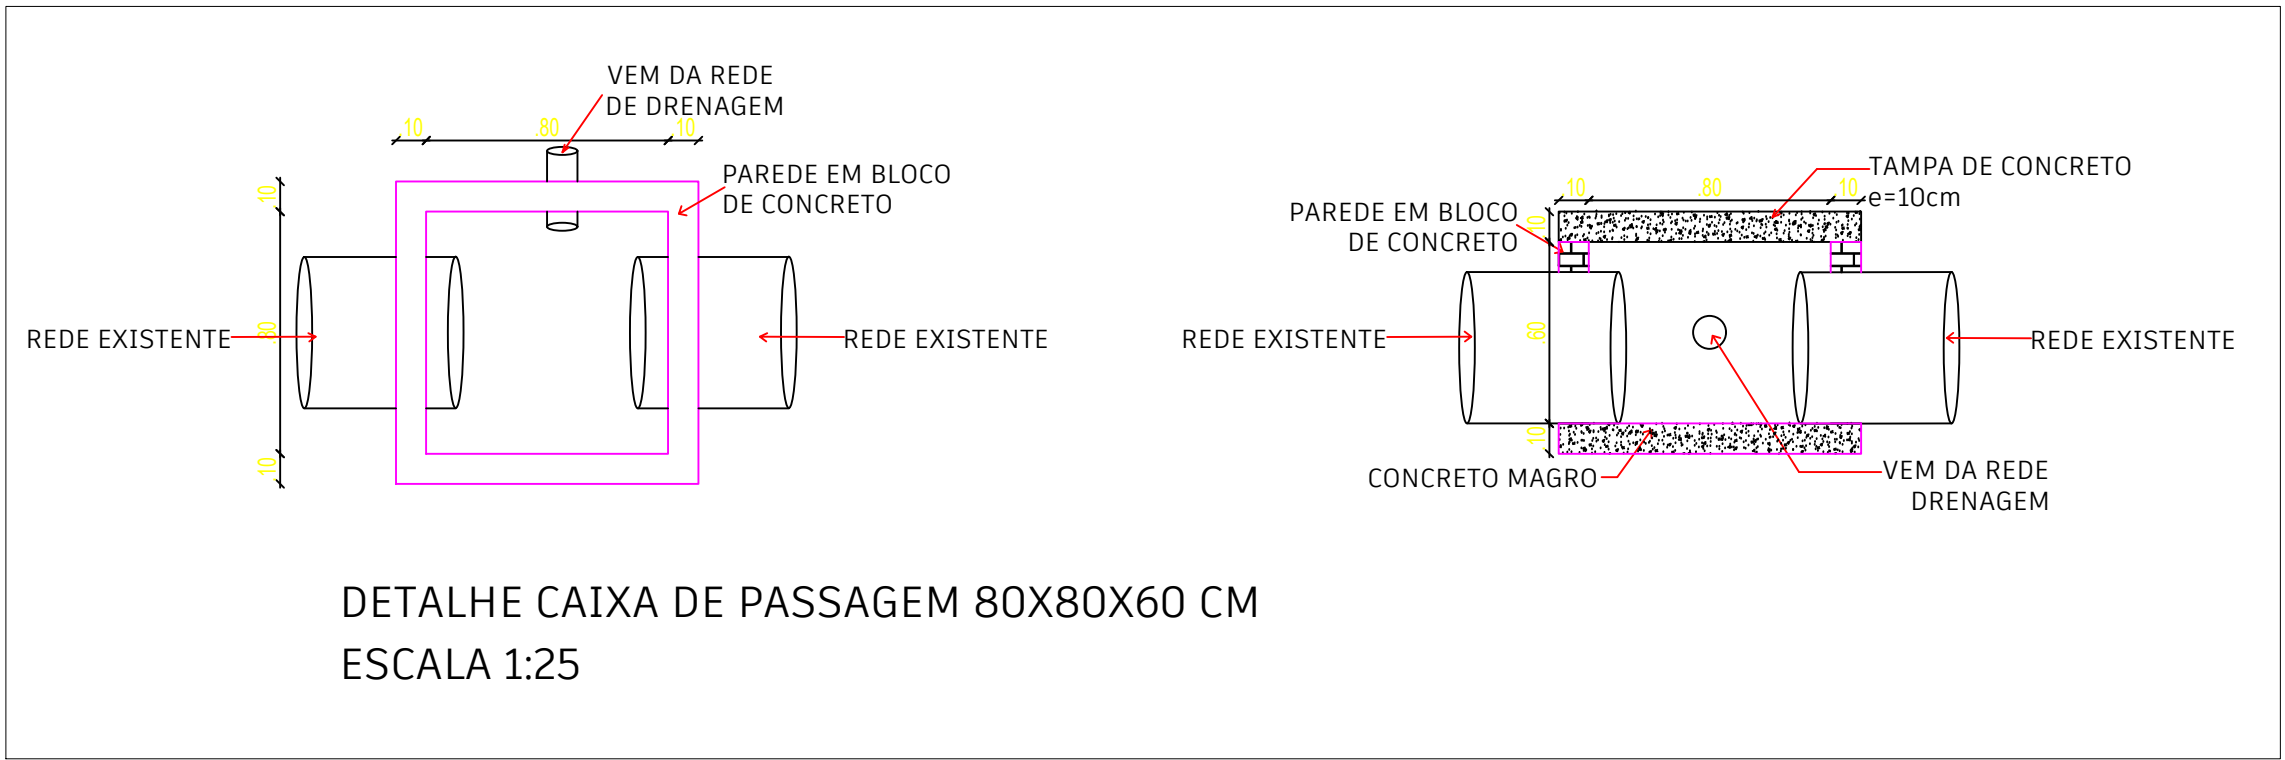 VEM DA REDE
DE DRENAGEM
.10
.80
.10
PAREDE EM BLOCO
DE CONCRETO
.10
.80
.10
REDE EXISTENTE
REDE EXISTENTE
TAMPA DE CONCRETO
e=10cm
.10
.80
.10
PAREDE EM BLOCO
DE CONCRETO
.10
.60
.10
REDE EXISTENTE
REDE EXISTENTE
CONCRETO MAGRO
VEM DA REDE
DRENAGEM
DETALHE CAIXA DE PASSAGEM 80X80X60 CM
ESCALA 1:25